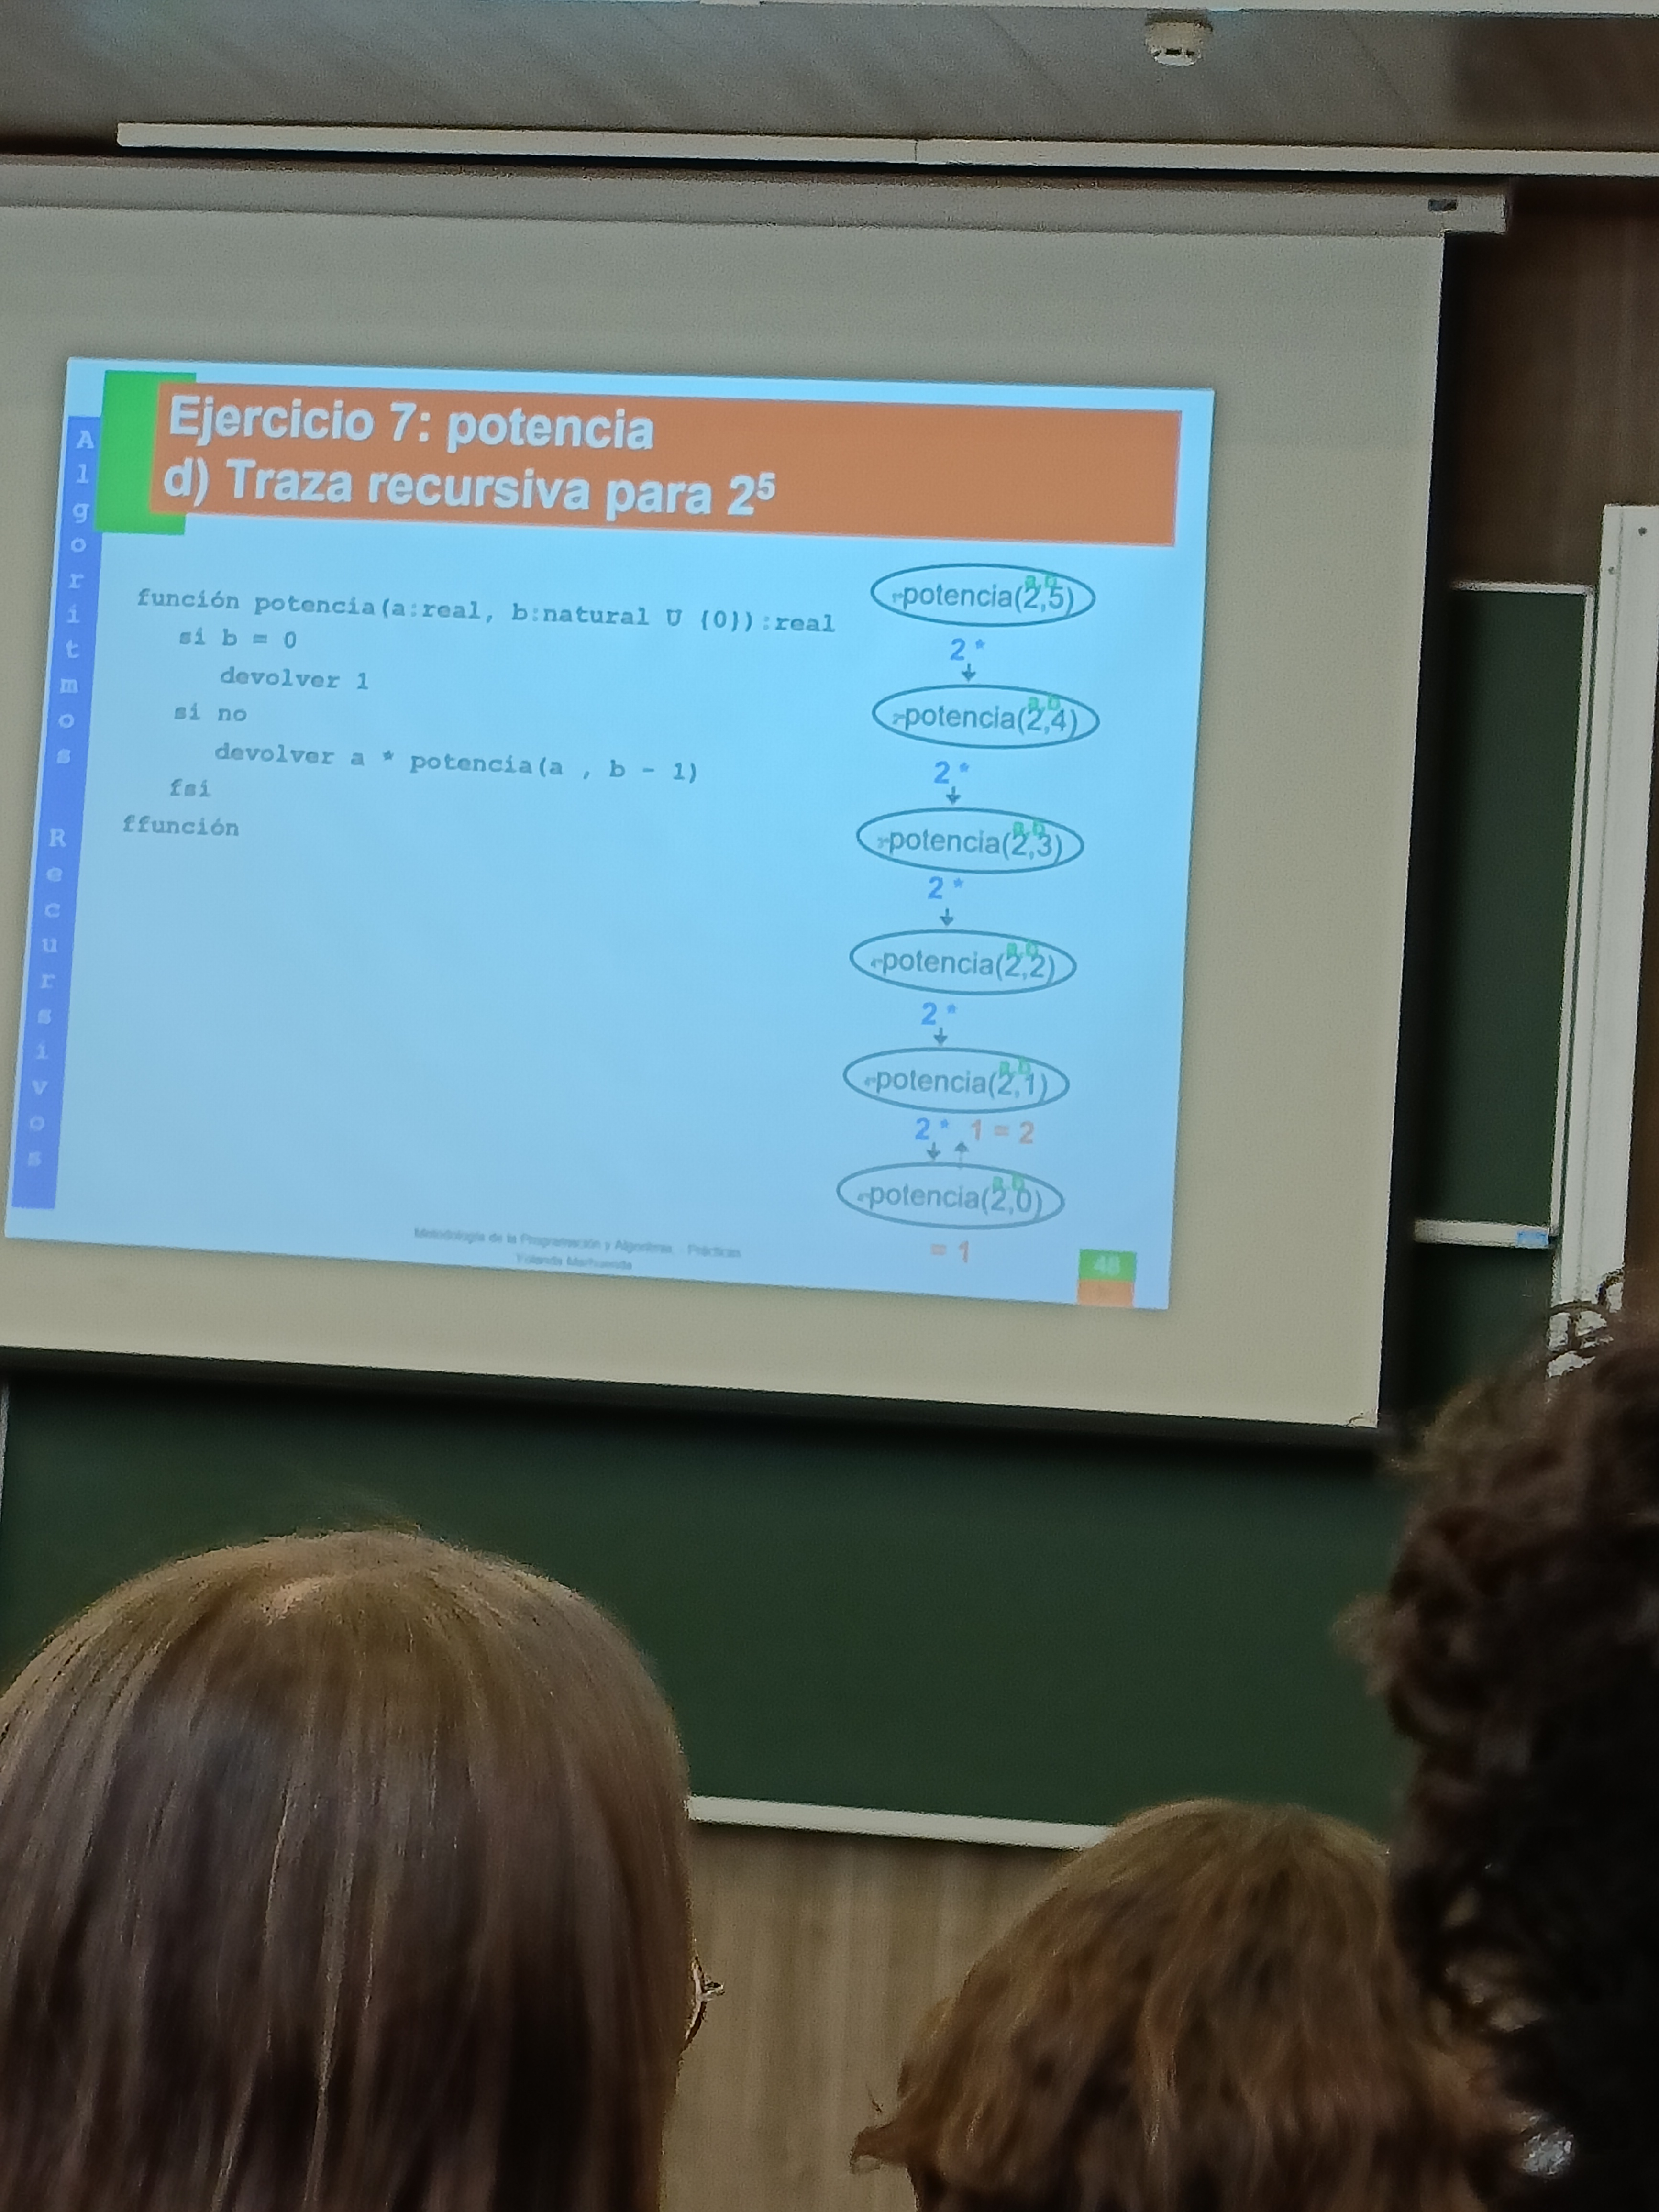 Ejercicio 7: potencia
d) Traza recursiva para 2⁵
Algoritmos Recursivos
función potencia(a:real, b:natural U {0}):real
si b = 0
devolver 1
si no
devolver a * potencia(a , b - 1)
fsi
ffunción
a,b
potencia(2,5)
2 *
a,b
potencia(2,4)
2 *
a,b
potencia(2,3)
2 *
a,b
potencia(2,2)
2 *
a,b
potencia(2,1)
2 * 1 = 2
a,b
potencia(2,0)
= 1
Metodología de la Programación y Algoritmia. Prácticas
Yolanda Marhuenda
48